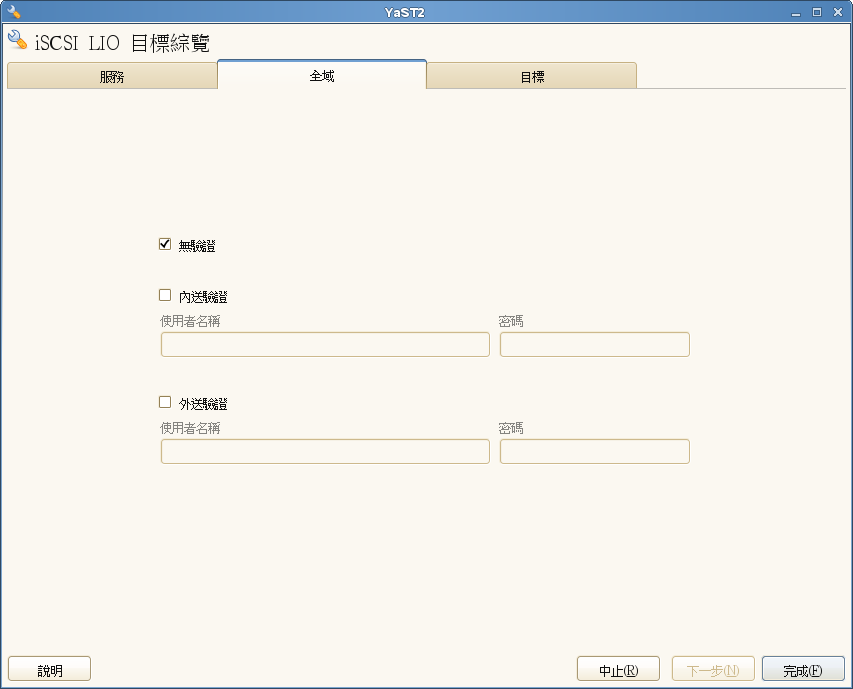 YaST2
iSCSI LIO 目標綜覽
服務
全域
目標
無驗證
內送驗證
使用者名稱 密碼
外送驗證
使用者名稱 密碼
說明 中止(R) 下一步(N) 完成(F)